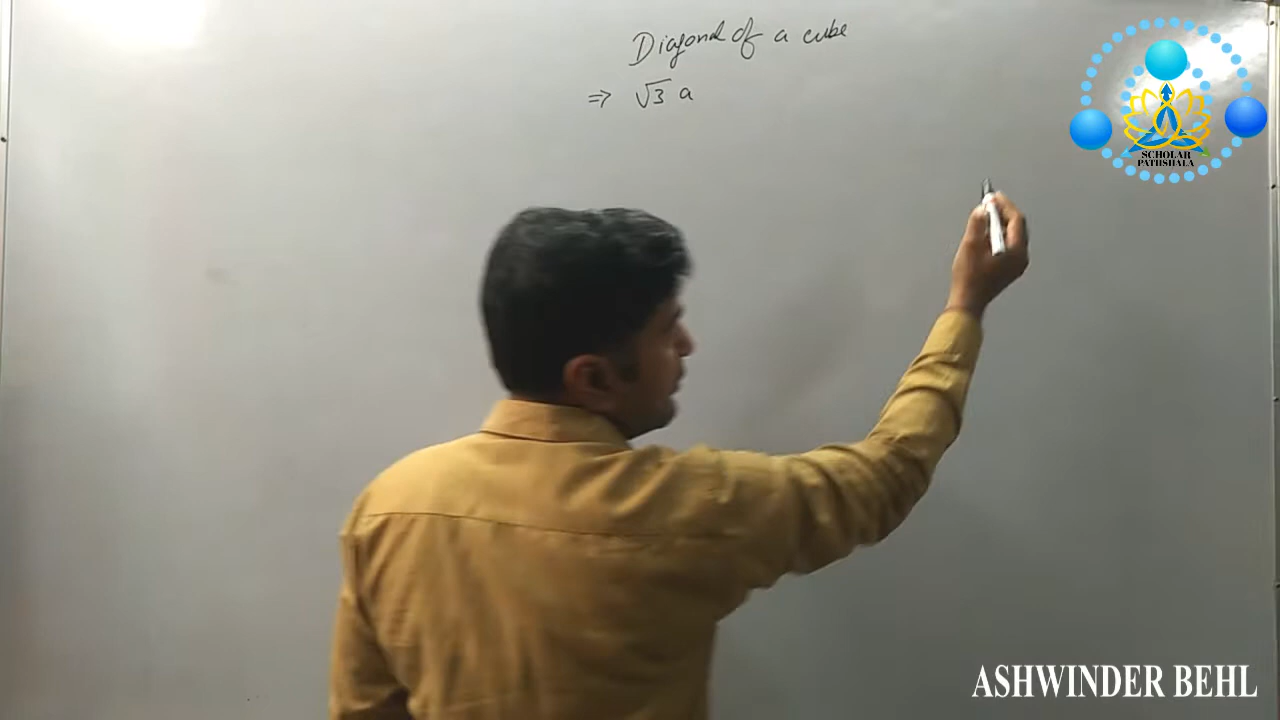 Diagonal of a cube
⇒ √3 a
SCHOLAR
PATHSHALA
ASHWINDER BEHL